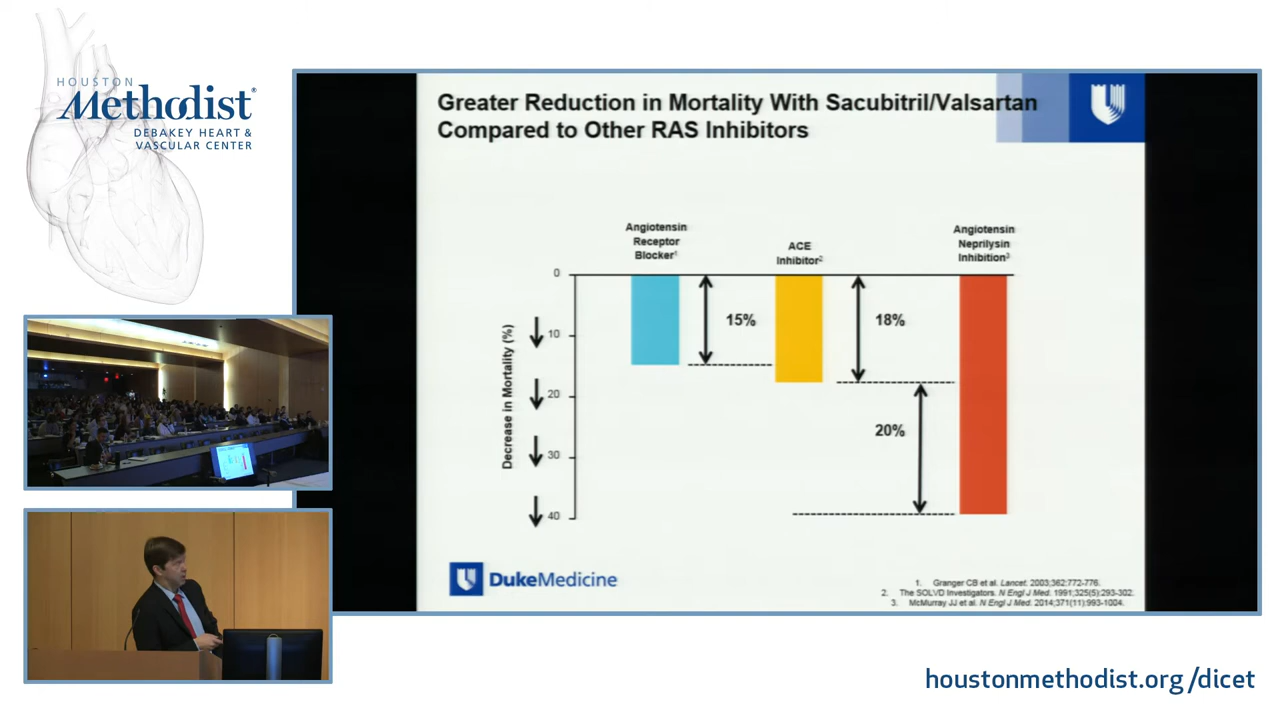 HOUSTON
Methodist®
DEBAKEY HEART &
VASCULAR CENTER
Greater Reduction in Mortality With Sacubitril/Valsartan
Compared to Other RAS Inhibitors
Angiotensin
Receptor
Blocker¹
ACE
Inhibitor²
Angiotensin
Neprilysin
Inhibition³
0
10
20
30
40
Decrease in Mortality (%)
15%
18%
20%
DukeMedicine
1. Granger CB et al. Lancet. 2003;362:772-776.
2. The SOLVD Investigators. N Engl J Med. 1991;325(5):293-302.
3. McMurray JJ et al. N Engl J Med. 2014;371(11):993-1004.
houstonmethodist.org/dicet